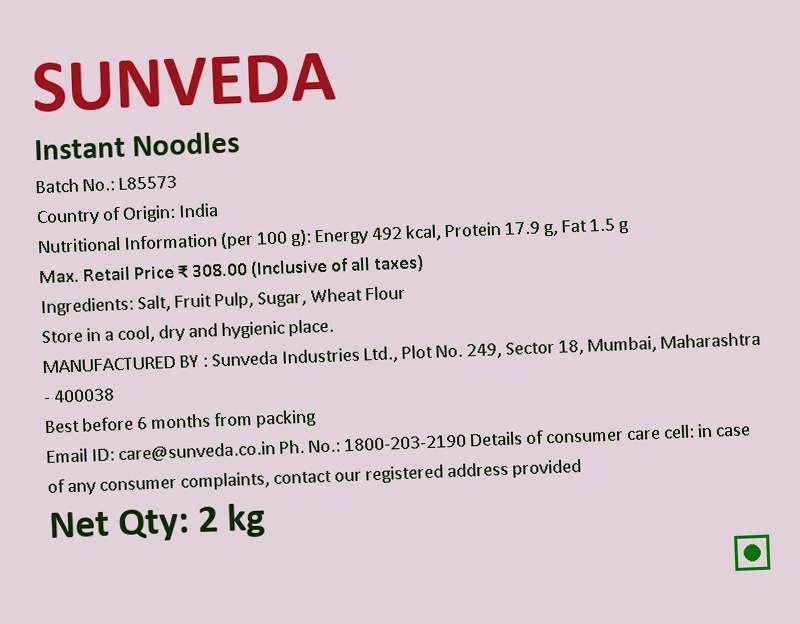 SUNVEDA
Instant Noodles
Batch No.: L85573
Country of Origin: India
Nutritional Information (per 100 g): Energy 492 kcal, Protein 17.9 g, Fat 1.5 g
Max. Retail Price ₹ 308.00 (Inclusive of all taxes)
Ingredients: Salt, Fruit Pulp, Sugar, Wheat Flour
Store in a cool, dry and hygienic place.
MANUFACTURED BY : Sunveda Industries Ltd., Plot No. 249, Sector 18, Mumbai, Maharashtra
- 400038
Best before 6 months from packing
Email ID: care@sunveda.co.in Ph. No.: 1800-203-2190 Details of consumer care cell: in case
of any consumer complaints, contact our registered address provided
Net Qty: 2 kg